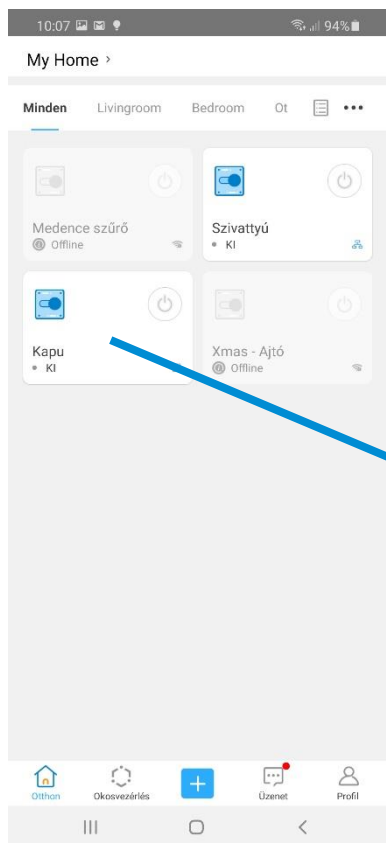 10:07 94%
My Home >
Minden Livingroom Bedroom Ot
Medence szűrő
Offline
Szivattyú
KI
Kapu
KI
Xmas - Ajtó
Offline
Otthon Okosvezérlés Üzenet Profil